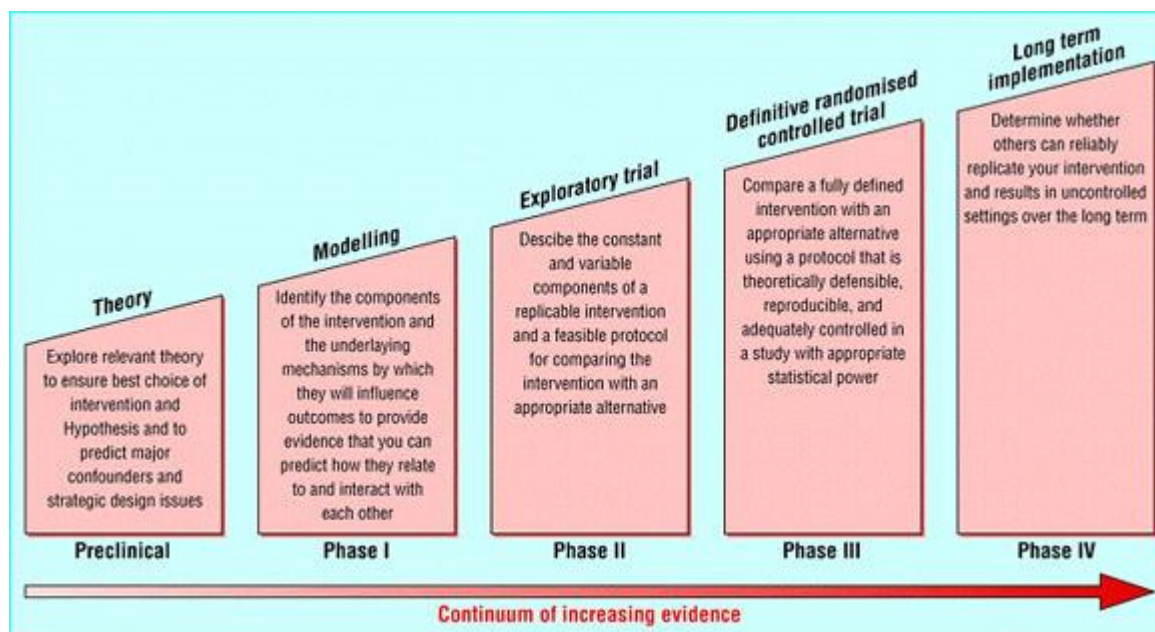 Theory
Explore relevant theory
to ensure best choice of
intervention and
Hypothesis and to
predict major
confounders and
strategic design issues
Preclinical
Modelling
Identify the components
of the intervention and
the underlaying
mechanisms by which
they will influence
outcomes to provide
evidence that you can
predict how they relate
to and interact with
each other
Phase I
Exploratory trial
Descibe the constant
and variable
components of a
replicable intervention
and a feasible protocol
for comparing the
intervention with an
appropriate alternative
Phase II
Definitive randomised
controlled trial
Compare a fully defined
intervention with an
appropriate alternative
using a protocol that is
theoretically defensible,
reproducible, and
adequately controlled in
a study with appropriate
statistical power
Phase III
Long term
implementation
Determine whether
others can reliably
replicate your intervention
and results in uncontrolled
settings over the long term
Phase IV
Continuum of increasing evidence